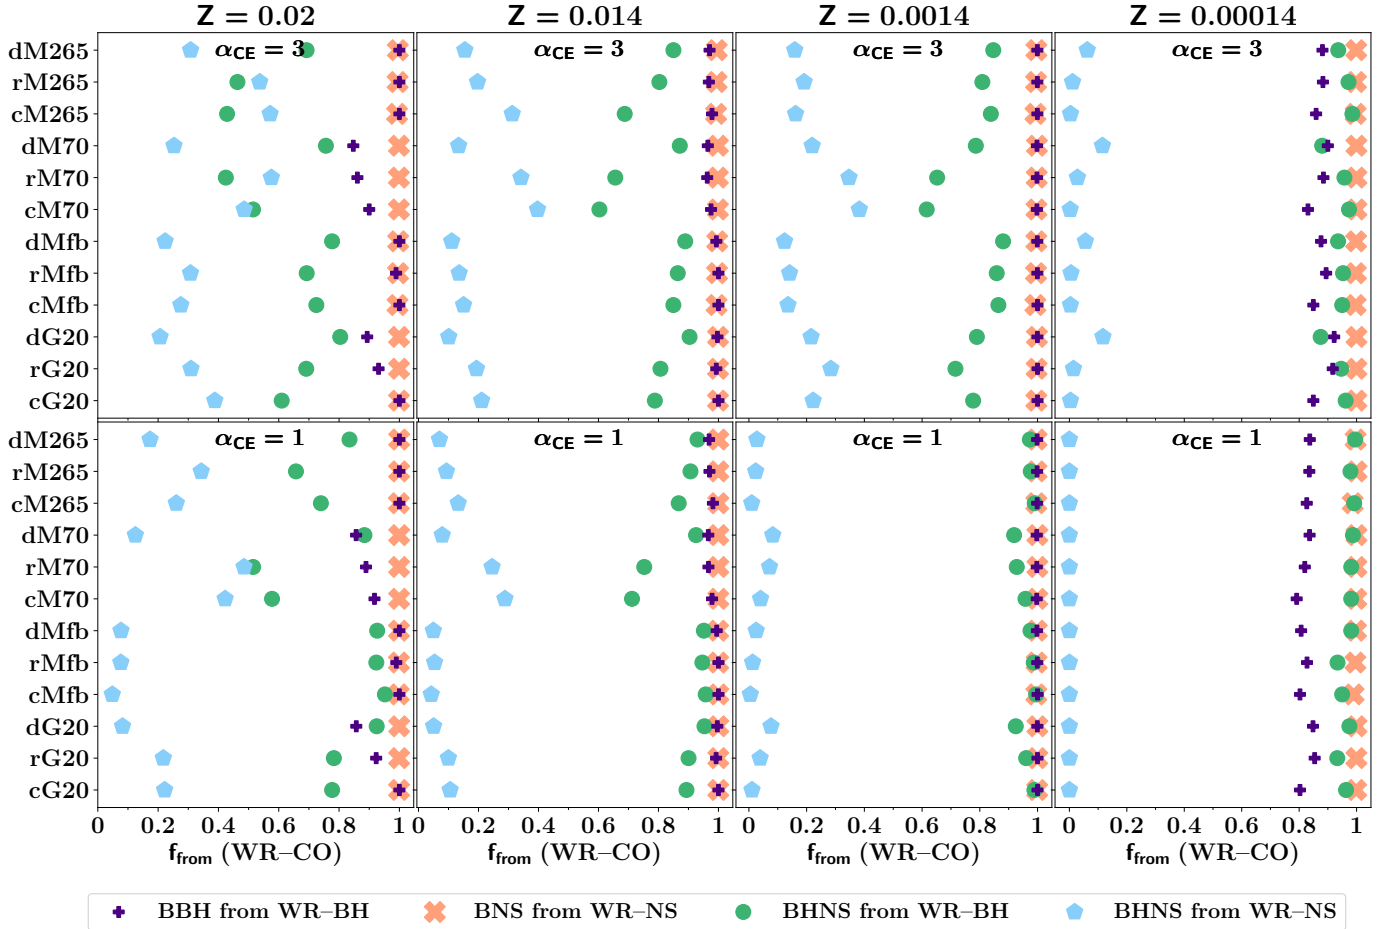 Z = 0.02 Z = 0.014 Z = 0.0014 Z = 0.00014
αCE = 3 αCE = 3 αCE = 3 αCE = 3
dM265
rM265
cM265
dM70
rM70
cM70
dMfb
rMfb
cMfb
dG20
rG20
cG20
αCE = 1 αCE = 1 αCE = 1 αCE = 1
dM265
rM265
cM265
dM70
rM70
cM70
dMfb
rMfb
cMfb
dG20
rG20
cG20
0 0.2 0.4 0.6 0.8 1 0 0.2 0.4 0.6 0.8 1 0 0.2 0.4 0.6 0.8 1 0 0.2 0.4 0.6 0.8 1
ffrom (WR–CO) ffrom (WR–CO) ffrom (WR–CO) ffrom (WR–CO)
BBH from WR–BH BNS from WR–NS BHNS from WR–BH BHNS from WR–NS